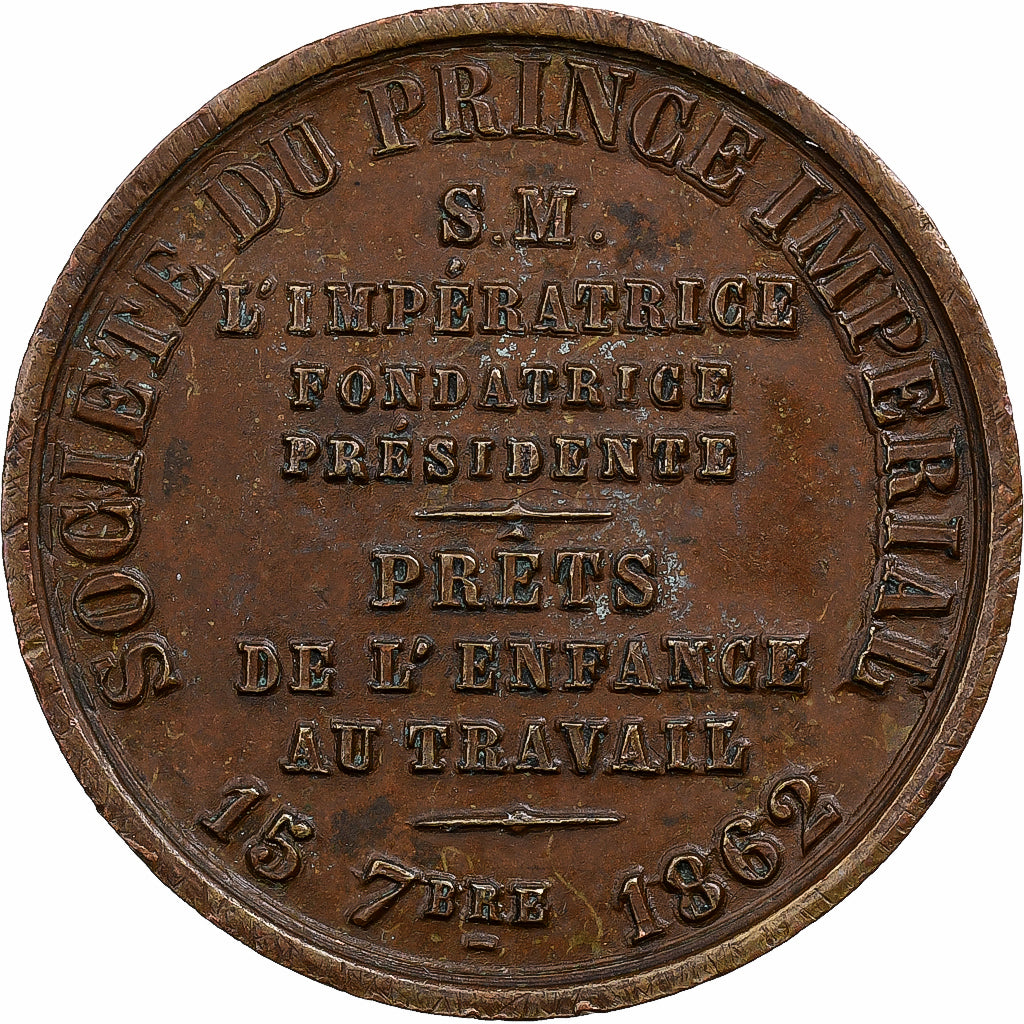 SOCIETE DU PRINCE IMPERIAL
S.M.
L'IMPÉRATRICE
FONDATRICE
PRÉSIDENTE
PRÊTS
DE L'ENFANCE
AU TRAVAIL
15 7BRE 1862